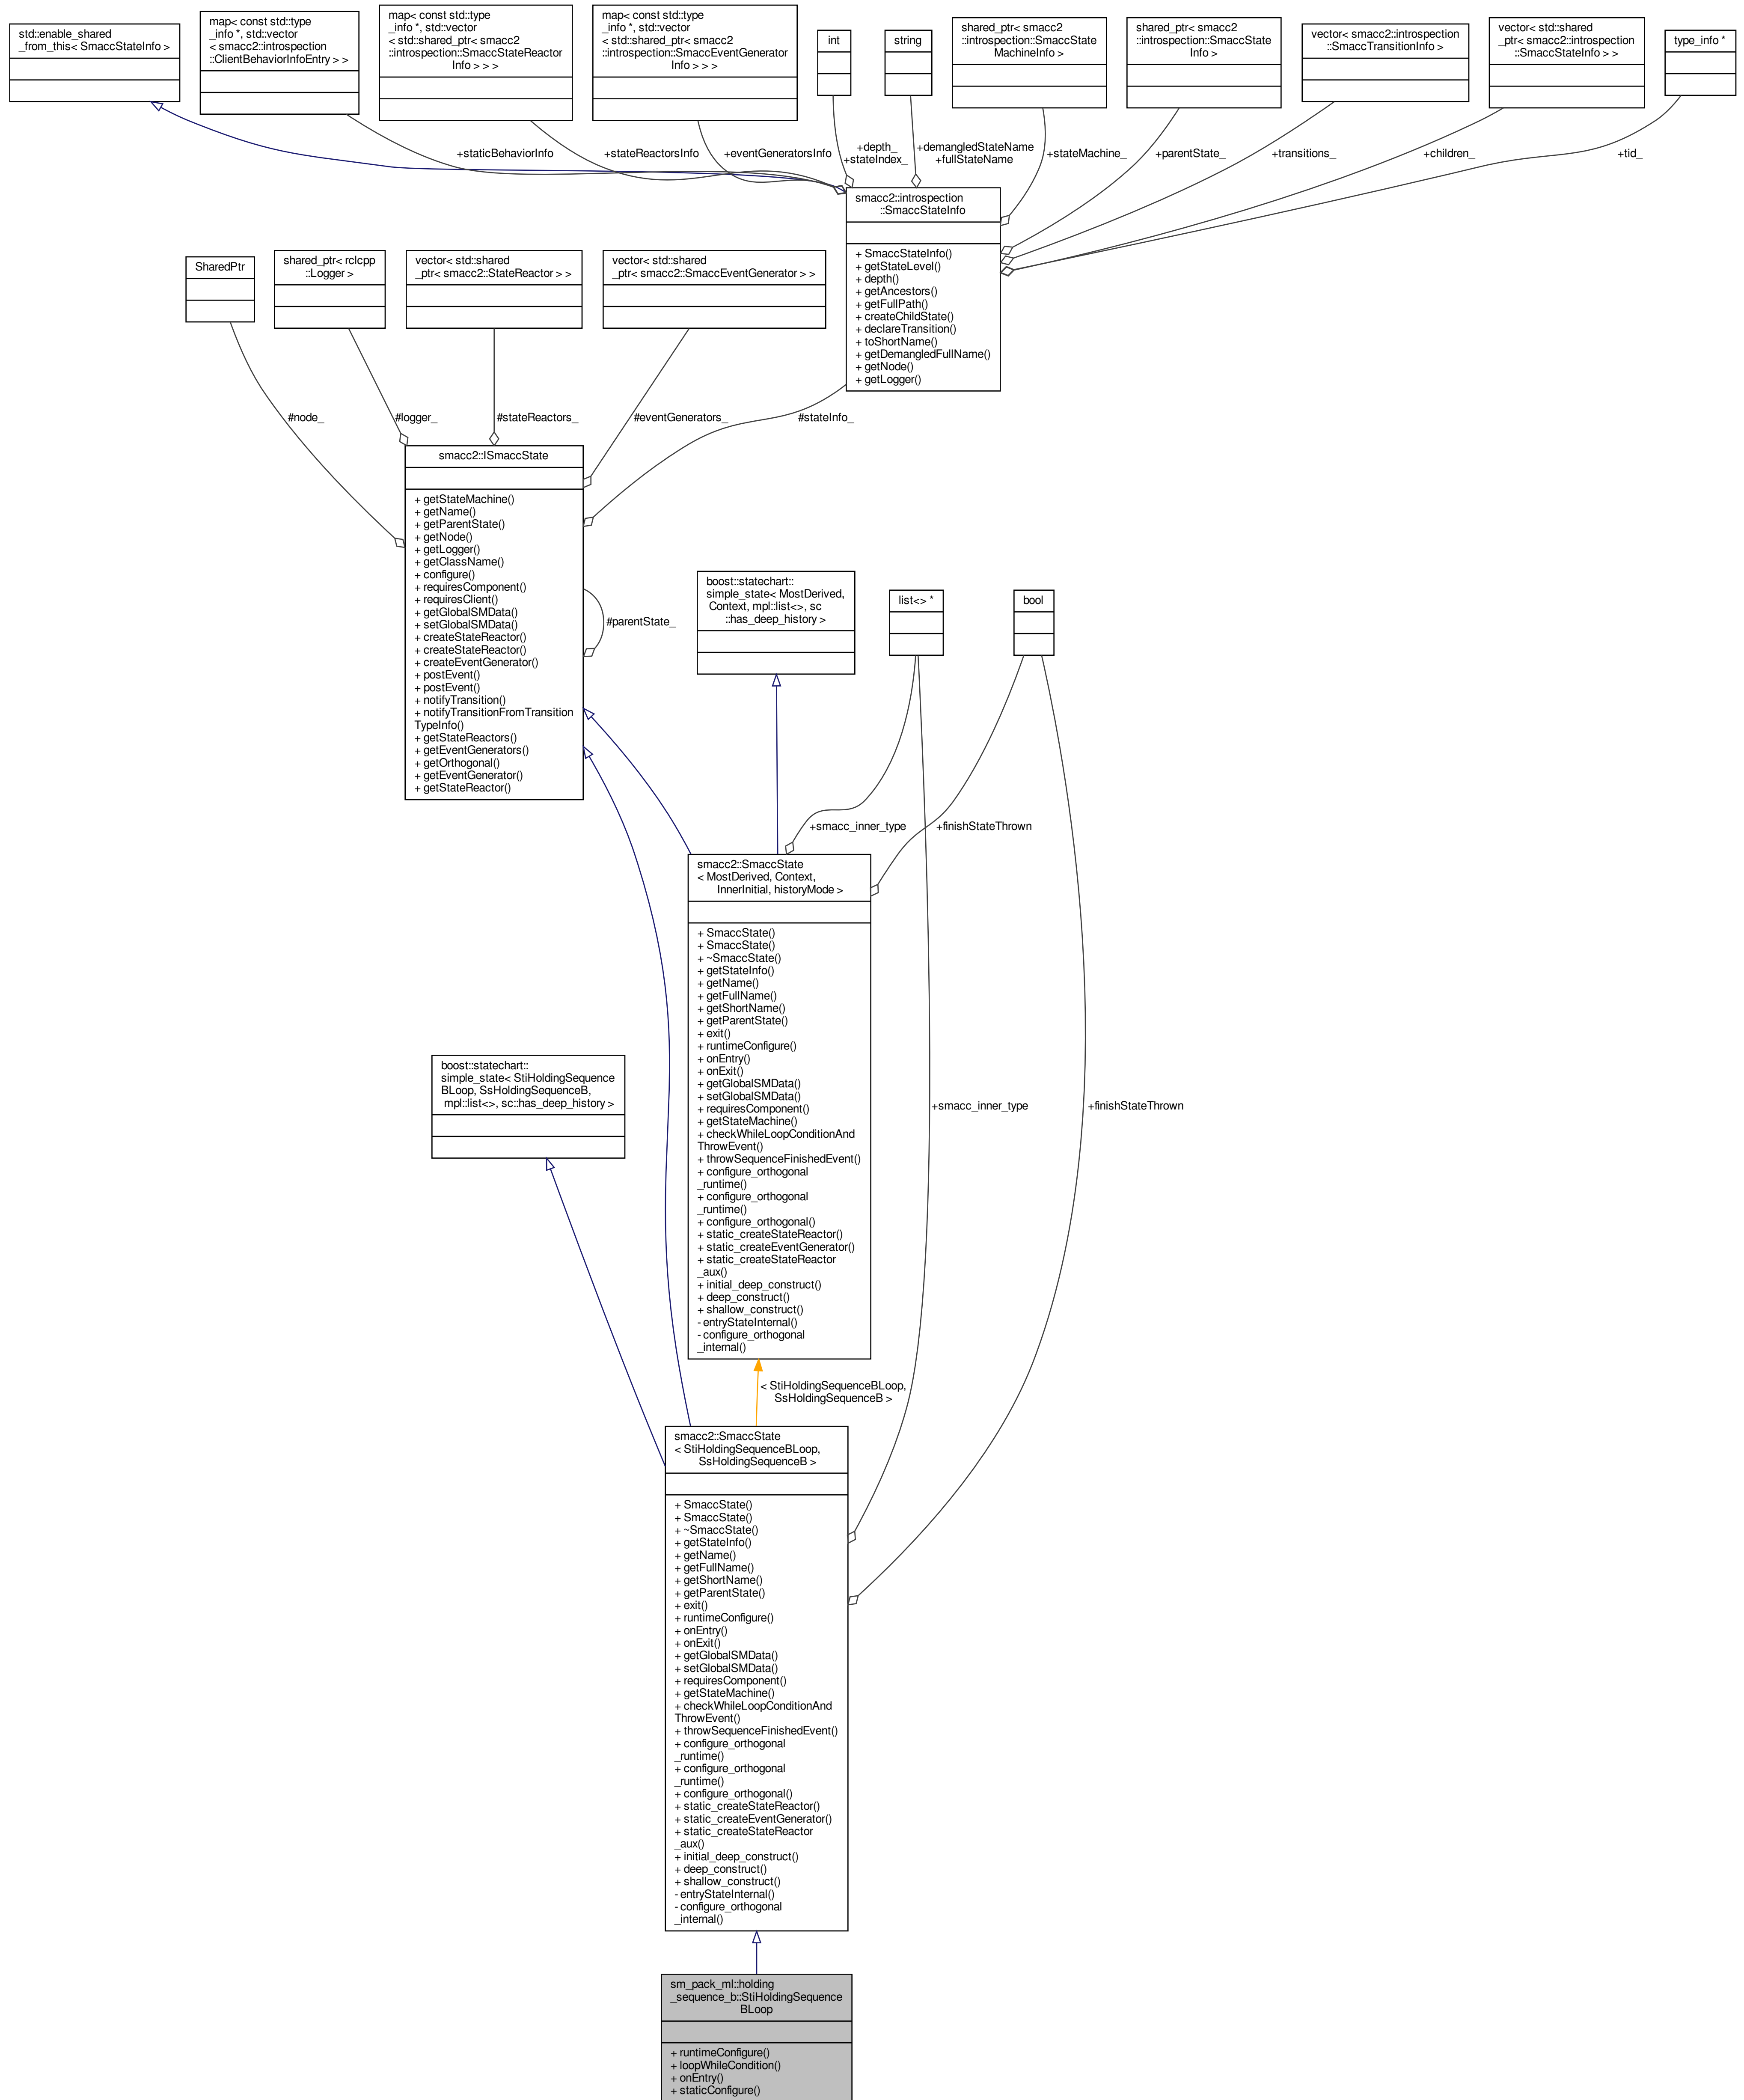 std::enable_shared
_from_this< SmaccStateInfo >
map< const std::type
_info *, std::vector
< smacc2::introspection
::ClientBehaviorInfoEntry > >
map< const std::type
_info *, std::vector
< std::shared_ptr< smacc2
::introspection::SmaccStateReactor
Info > > >
map< const std::type
_info *, std::vector
< std::shared_ptr< smacc2
::introspection::SmaccEventGenerator
Info > > >
int
string
shared_ptr< smacc2
::introspection::SmaccState
MachineInfo >
shared_ptr< smacc2
::introspection::SmaccState
Info >
vector< smacc2::introspection
::SmaccTransitionInfo >
vector< std::shared
_ptr< smacc2::introspection
::SmaccStateInfo > >
type_info *
+staticBehaviorInfo
+stateReactorsInfo
+eventGeneratorsInfo
+depth_
+stateIndex_
+demangledStateName
+fullStateName
+stateMachine_
+parentState_
+transitions_
+children_
+tid_
smacc2::introspection
::SmaccStateInfo
+ SmaccStateInfo()
+ getStateLevel()
+ depth()
+ getAncestors()
+ getFullPath()
+ createChildState()
+ declareTransition()
+ toShortName()
+ getDemangledFullName()
+ getNode()
+ getLogger()
SharedPtr
shared_ptr< rclcpp
::Logger >
vector< std::shared
_ptr< smacc2::StateReactor > >
vector< std::shared
_ptr< smacc2::SmaccEventGenerator > >
#node_
#logger_
#stateReactors_
#eventGenerators_
#stateInfo_
smacc2::ISmaccState
+ getStateMachine()
+ getName()
+ getParentState()
+ getNode()
+ getLogger()
+ getClassName()
+ configure()
+ requiresComponent()
+ requiresClient()
+ getGlobalSMData()
+ setGlobalSMData()
+ createStateReactor()
+ createStateReactor()
+ createEventGenerator()
+ postEvent()
+ postEvent()
+ notifyTransition()
+ notifyTransitionFromTransition
TypeInfo()
+ getStateReactors()
+ getEventGenerators()
+ getOrthogonal()
+ getEventGenerator()
+ getStateReactor()
#parentState_
boost::statechart::
simple_state< MostDerived,
Context, mpl::list<>, sc
::has_deep_history >
list<> *
bool
+smacc_inner_type
+finishStateThrown
smacc2::SmaccState
< MostDerived, Context,
InnerInitial, historyMode >
+ SmaccState()
+ SmaccState()
+ ~SmaccState()
+ getStateInfo()
+ getName()
+ getFullName()
+ getShortName()
+ getParentState()
+ exit()
+ runtimeConfigure()
+ onEntry()
+ onExit()
+ getGlobalSMData()
+ setGlobalSMData()
+ requiresComponent()
+ getStateMachine()
+ checkWhileLoopConditionAnd
ThrowEvent()
+ throwSequenceFinishedEvent()
+ configure_orthogonal
_runtime()
+ configure_orthogonal
_runtime()
+ configure_orthogonal()
+ static_createStateReactor()
+ static_createEventGenerator()
+ static_createStateReactor
_aux()
+ initial_deep_construct()
+ deep_construct()
+ shallow_construct()
- entryStateInternal()
- configure_orthogonal
_internal()
boost::statechart::
simple_state< StiHoldingSequence
BLoop, SsHoldingSequenceB,
mpl::list<>, sc::has_deep_history >
+smacc_inner_type
+finishStateThrown
< StiHoldingSequenceBLoop,
SsHoldingSequenceB >
smacc2::SmaccState
< StiHoldingSequenceBLoop,
SsHoldingSequenceB >
+ SmaccState()
+ SmaccState()
+ ~SmaccState()
+ getStateInfo()
+ getName()
+ getFullName()
+ getShortName()
+ getParentState()
+ exit()
+ runtimeConfigure()
+ onEntry()
+ onExit()
+ getGlobalSMData()
+ setGlobalSMData()
+ requiresComponent()
+ getStateMachine()
+ checkWhileLoopConditionAnd
ThrowEvent()
+ throwSequenceFinishedEvent()
+ configure_orthogonal
_runtime()
+ configure_orthogonal
_runtime()
+ configure_orthogonal()
+ static_createStateReactor()
+ static_createEventGenerator()
+ static_createStateReactor
_aux()
+ initial_deep_construct()
+ deep_construct()
+ shallow_construct()
- entryStateInternal()
- configure_orthogonal
_internal()
sm_pack_ml::holding
_sequence_b::StiHoldingSequence
BLoop
+ runtimeConfigure()
+ loopWhileCondition()
+ onEntry()
+ staticConfigure()